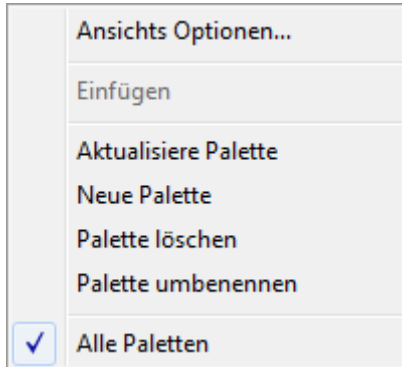 Ansichts Optionen...
Einfügen
Aktualisiere Palette
Neue Palette
Palette löschen
Palette umbenennen
Alle Paletten